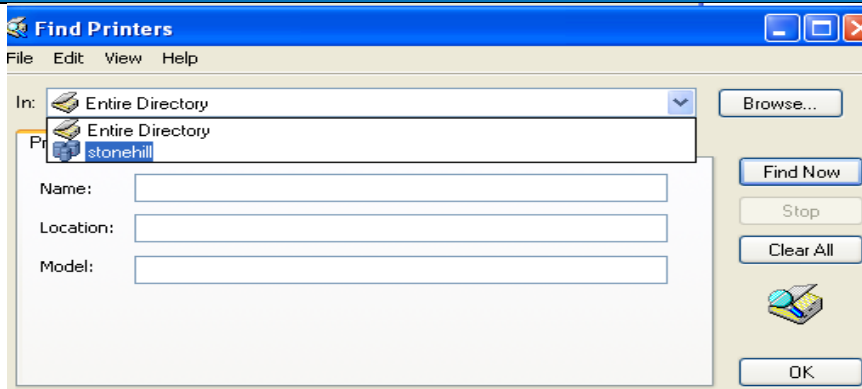 Find Printers
File Edit View Help
In: Entire Directory Browse...
Entire Directory
stonehill
Find Now
Name:
Stop
Location:
Clear All
Model:
OK